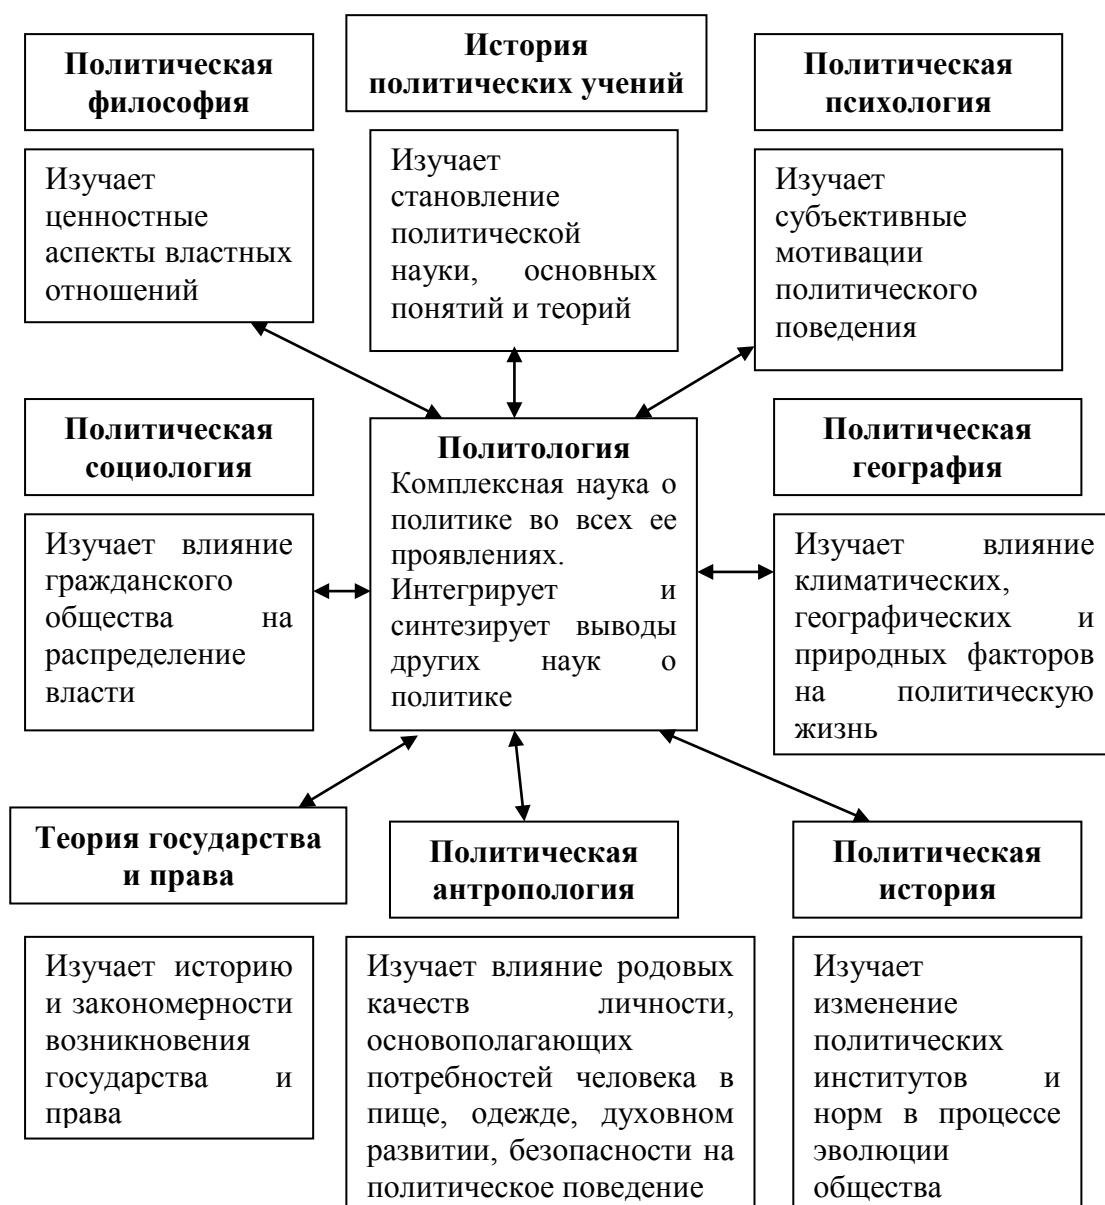 Политическая
философия
Изучает
ценностные
аспекты властных
отношений
История
политических учений
Изучает
становление
политической
науки, основных
понятий и теорий
Политическая
психология
Изучает
субъективные
мотивации
политического
поведения
Политическая
социология
Изучает влияние
гражданского
общества на
распределение
власти
Политология
Комплексная наука о
политике во всех ее
проявлениях.
Интегрирует и
синтезирует выводы
других наук о
политике
Политическая
география
Изучает влияние
климатических,
географических и
природных факторов
на политическую
жизнь
Теория государства
и права
Изучает историю
и закономерности
возникновения
государства и
права
Политическая
антропология
Изучает влияние родовых
качеств личности,
основополагающих
потребностей человека в
пище, одежде, духовном
развитии, безопасности на
политическое поведение
Политическая
история
Изучает
изменение
политических
институтов и
норм в процессе
эволюции
общества